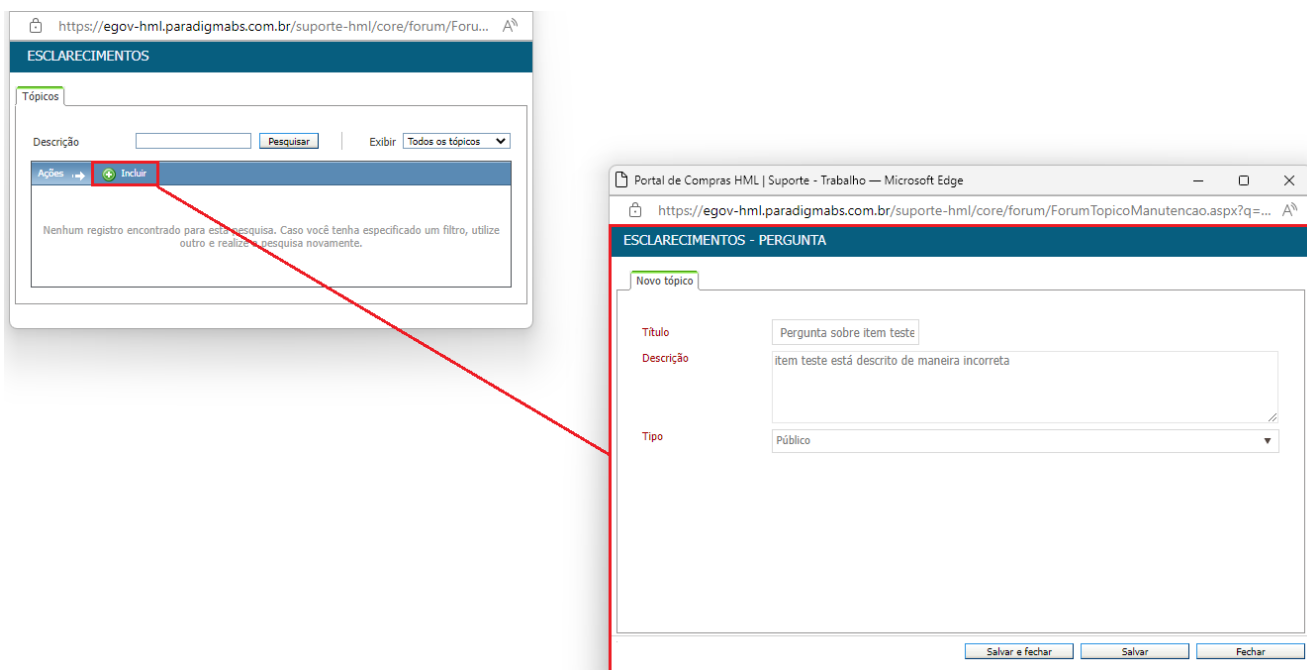 https://egov-hml.paradigmabs.com.br/suporte-hml/core/forum/Foru...
ESCLARECIMENTOS
Tópicos
Descrição Pesquisar Exibir Todos os tópicos
Ações Incluir
Nenhum registro encontrado para esta pesquisa. Caso você tenha especificado um filtro, utilize
outro e realize a pesquisa novamente.
Portal de Compras HML | Suporte - Trabalho — Microsoft Edge
https://egov-hml.paradigmabs.com.br/suporte-hml/core/forum/ForumTopicoManutencao.aspx?q=...
ESCLARECIMENTOS - PERGUNTA
Novo tópico
Título Pergunta sobre item teste
Descrição item teste está descrito de maneira incorreta
Tipo Público
Salvar e fechar Salvar Fechar